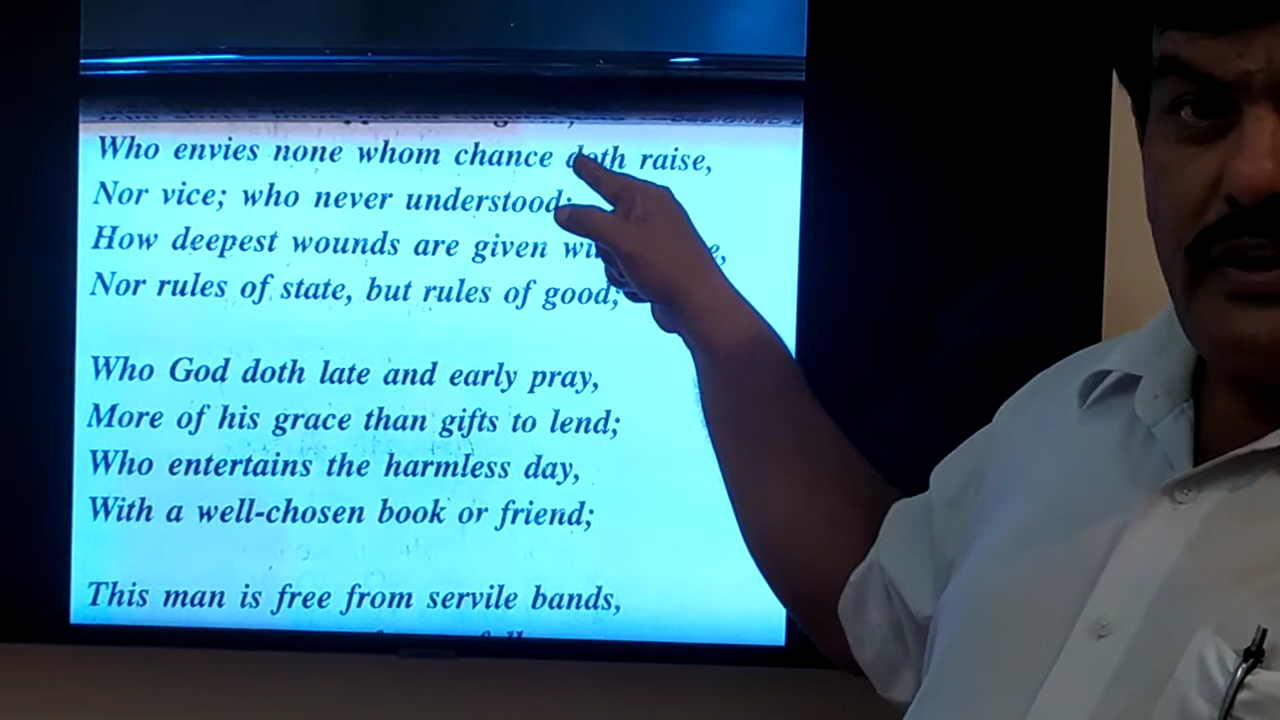 Who envies none whom chance doth raise,
Nor vice; who never understood;
How deepest wounds are given
Nor rules of state, but rules of good;
Who God doth late and early pray,
More of his grace than gifts to lend;
Who entertains the harmless day,
With a well-chosen book or friend;
This man is free from servile bands,